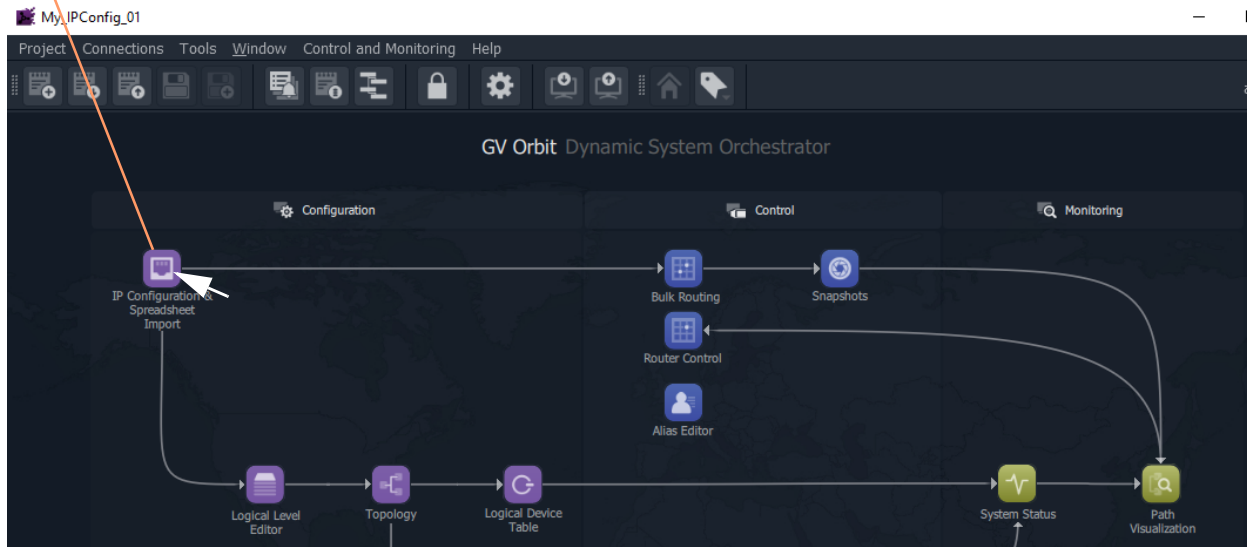 My_IPConfig_01
Project Connections Tools Window Control and Monitoring Help
GV Orbit Dynamic System Orchestrator
Configuration
Control
Monitoring
IP Configuration &
Spreadsheet
Import
Bulk Routing
Snapshots
Router Control
Alias Editor
Logical Level
Editor
Topology
Logical Device
Table
System Status
Path
Visualization